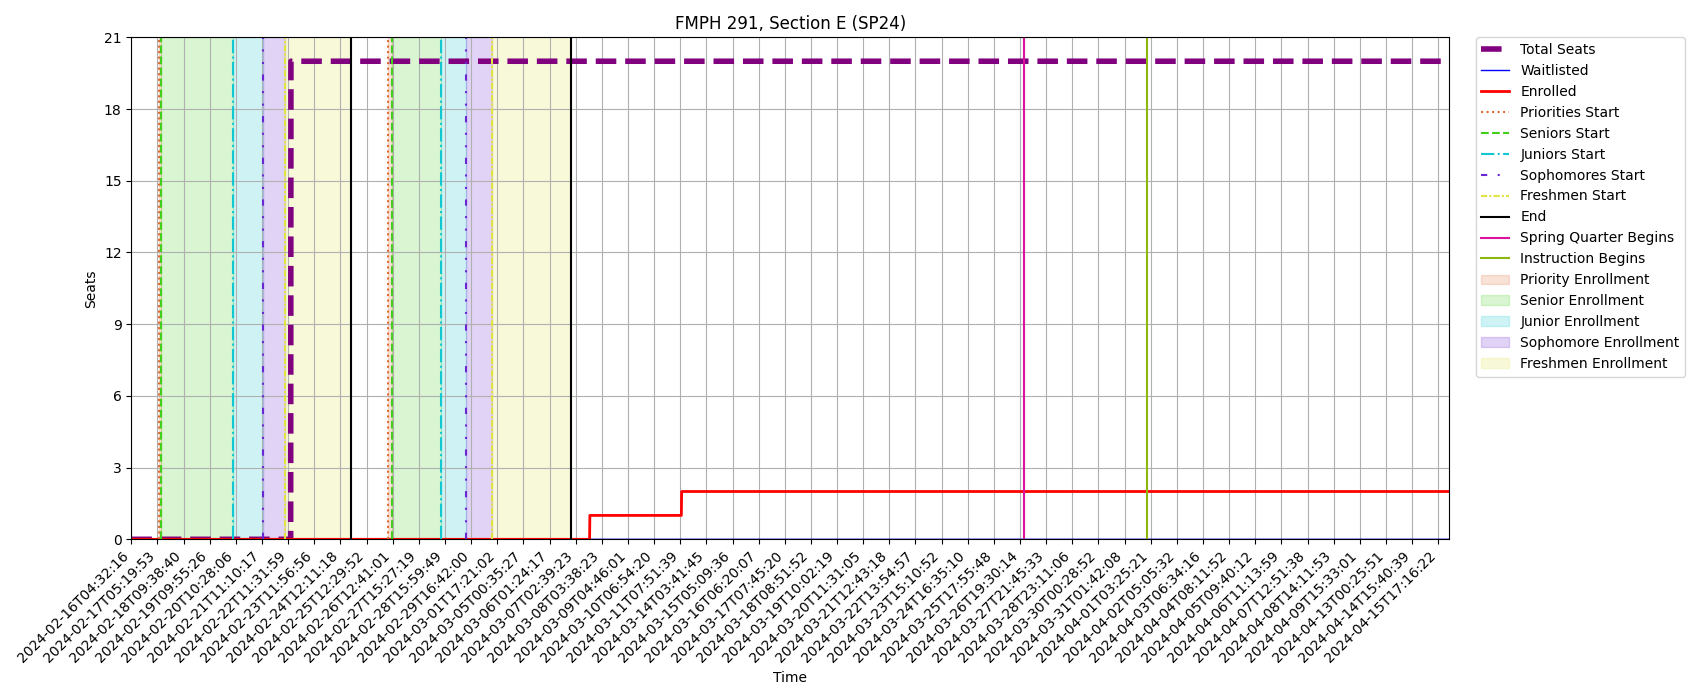 FMPH 291, Section E (SP24)
21
18
15
12
9
6
3
0
Seats
2024-02-16T04:32:16
2024-02-17T05:19:53
2024-02-18T09:38:40
2024-02-19T09:55:26
2024-02-20T10:28:06
2024-02-21T11:10:17
2024-02-22T11:31:59
2024-02-23T11:56:56
2024-02-24T12:11:18
2024-02-25T12:29:52
2024-02-26T12:41:01
2024-02-27T15:27:19
2024-02-28T15:59:49
2024-02-29T16:42:00
2024-03-01T17:21:02
2024-03-05T00:35:27
2024-03-06T01:24:17
2024-03-07T02:39:23
2024-03-08T03:38:23
2024-03-09T04:46:01
2024-03-10T06:54:20
2024-03-11T07:51:39
2024-03-14T03:41:45
2024-03-15T05:09:36
2024-03-16T06:20:07
2024-03-17T07:45:20
2024-03-18T08:51:52
2024-03-19T10:02:19
2024-03-20T11:31:05
2024-03-21T12:43:18
2024-03-22T13:54:57
2024-03-23T15:10:52
2024-03-24T16:35:10
2024-03-25T17:55:48
2024-03-26T19:30:14
2024-03-27T21:45:33
2024-03-28T23:11:06
2024-03-30T00:28:52
2024-03-31T01:42:08
2024-04-01T03:25:21
2024-04-02T05:05:32
2024-04-03T06:34:16
2024-04-04T08:11:52
2024-04-05T09:40:12
2024-04-06T11:13:59
2024-04-07T12:51:38
2024-04-08T14:11:53
2024-04-09T15:33:01
2024-04-13T00:25:51
2024-04-14T15:40:39
2024-04-15T17:16:22
Time
Total Seats
Waitlisted
Enrolled
Priorities Start
Seniors Start
Juniors Start
Sophomores Start
Freshmen Start
End
Spring Quarter Begins
Instruction Begins
Priority Enrollment
Senior Enrollment
Junior Enrollment
Sophomore Enrollment
Freshmen Enrollment